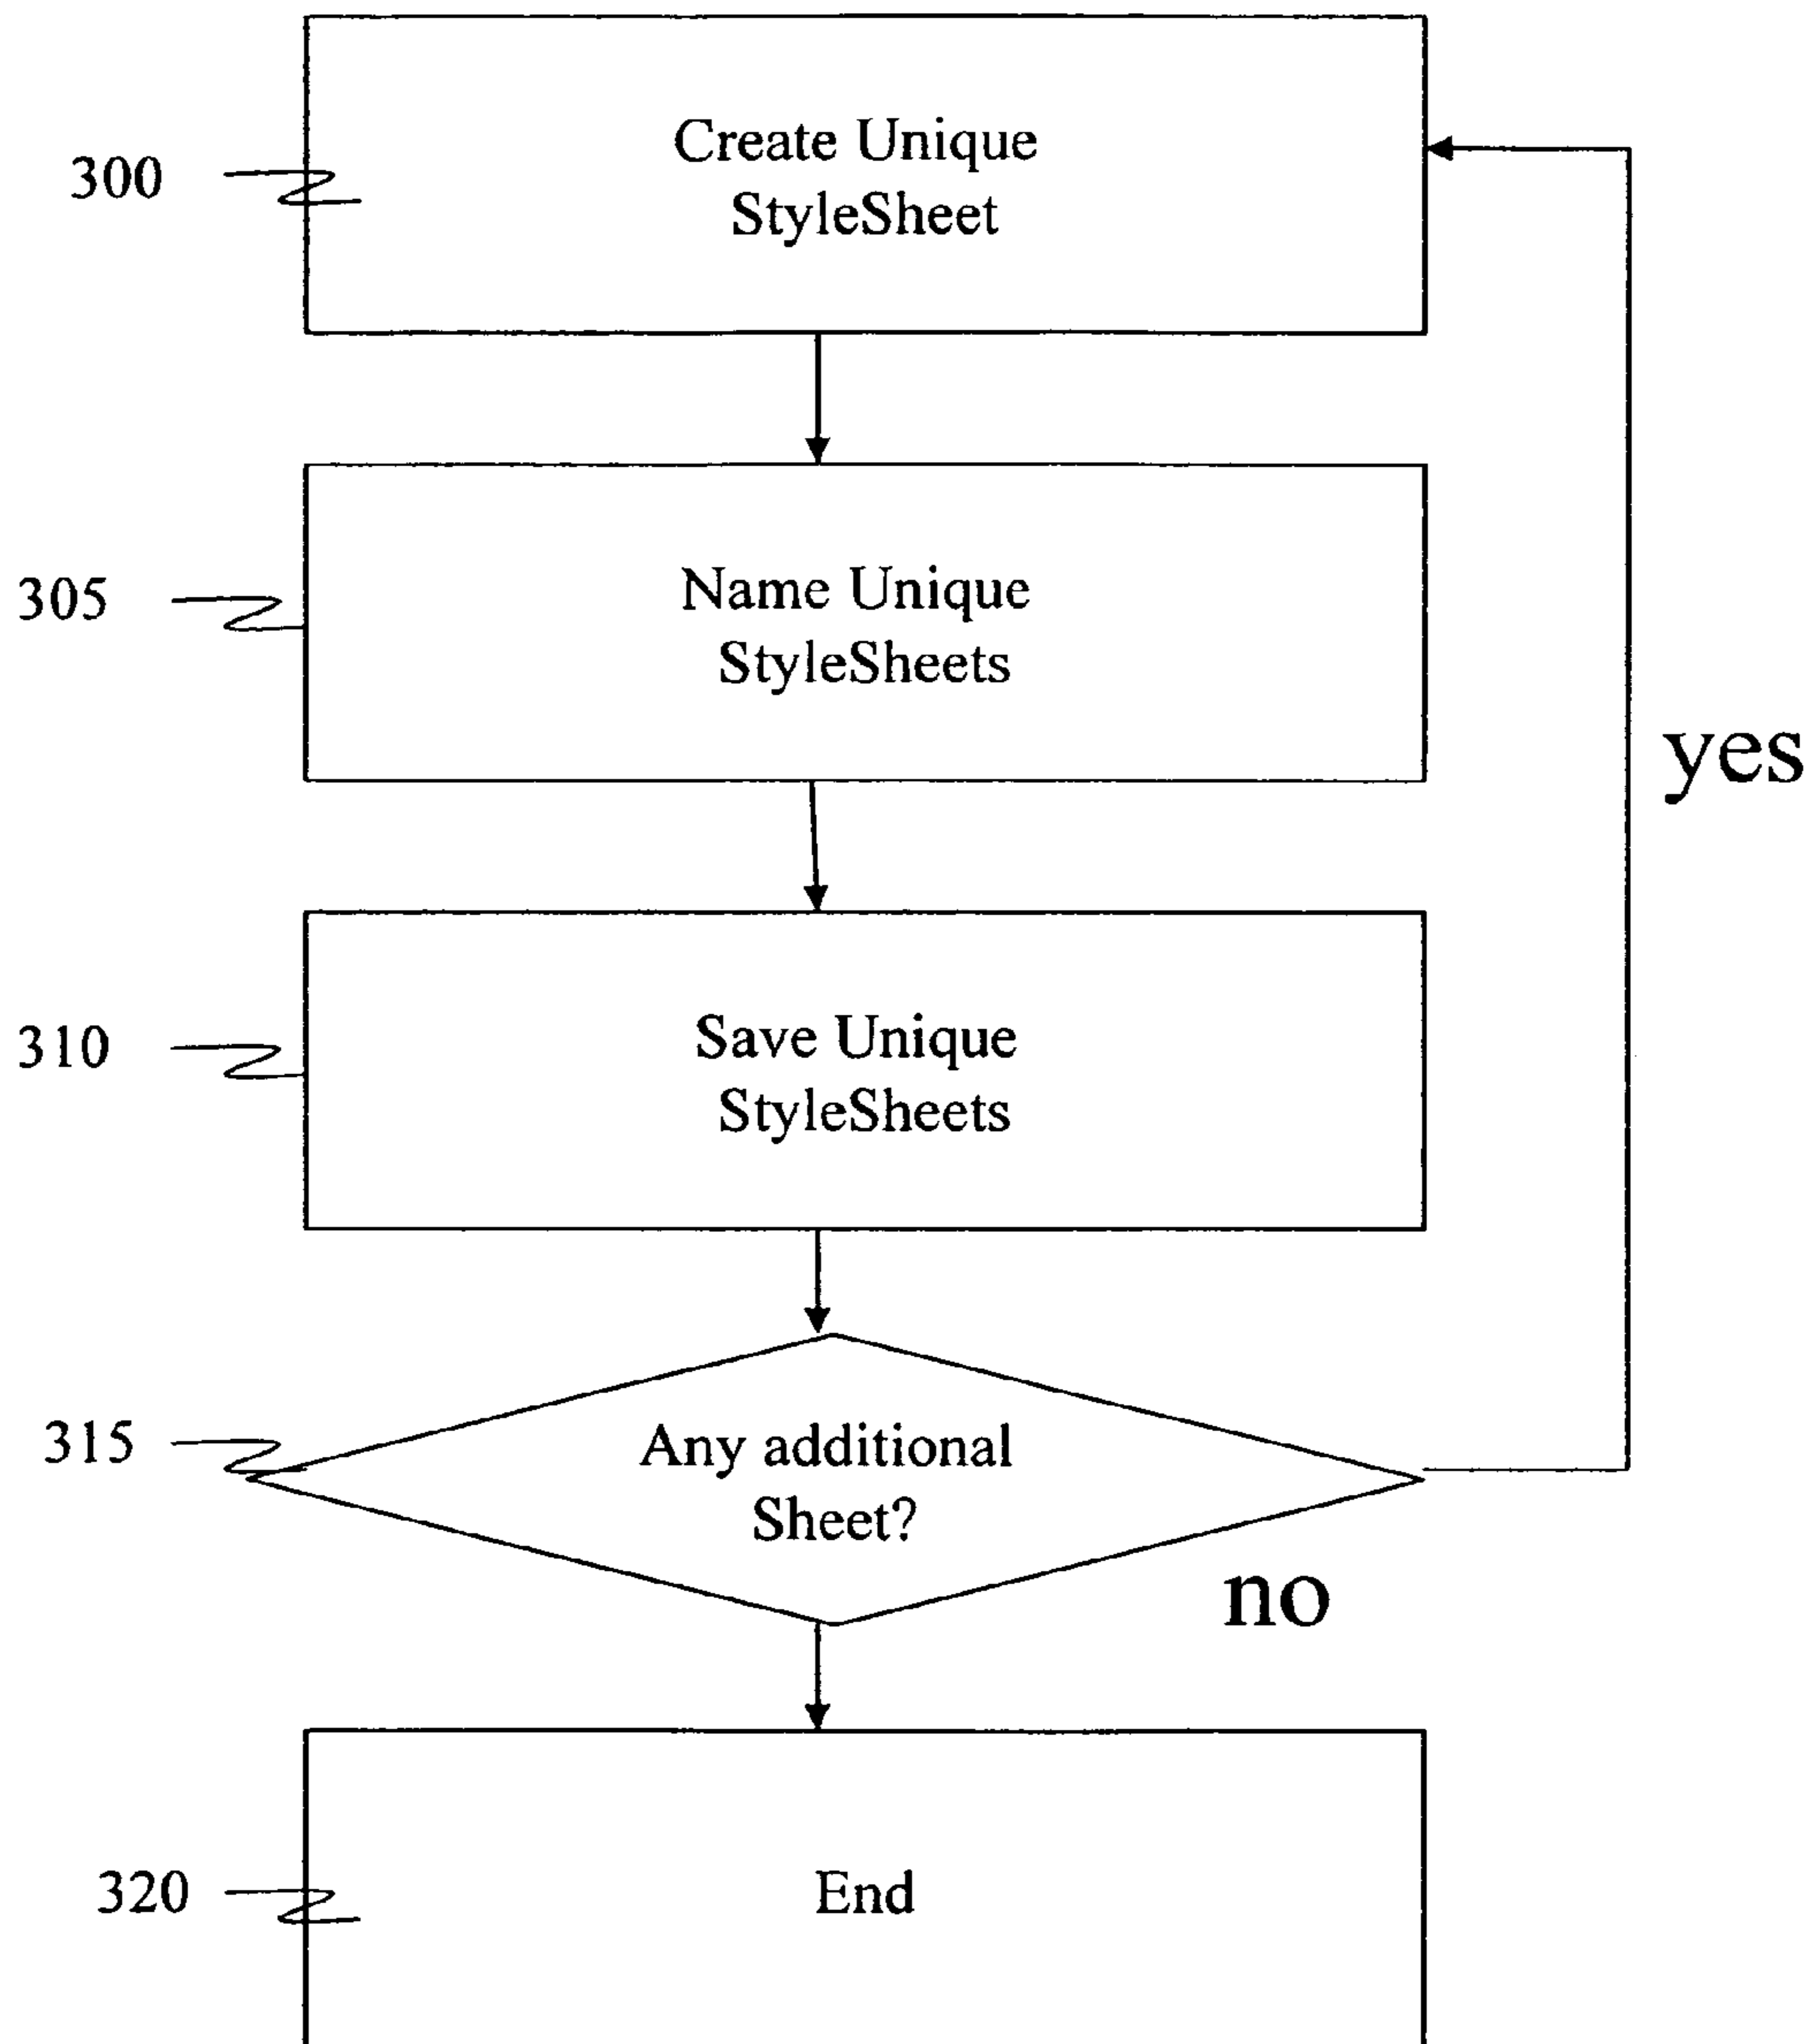 300
Create Unique
StyleSheet
305
Name Unique
StyleSheets
yes
310
Save Unique
StyleSheets
315
Any additional
Sheet?
no
320
End